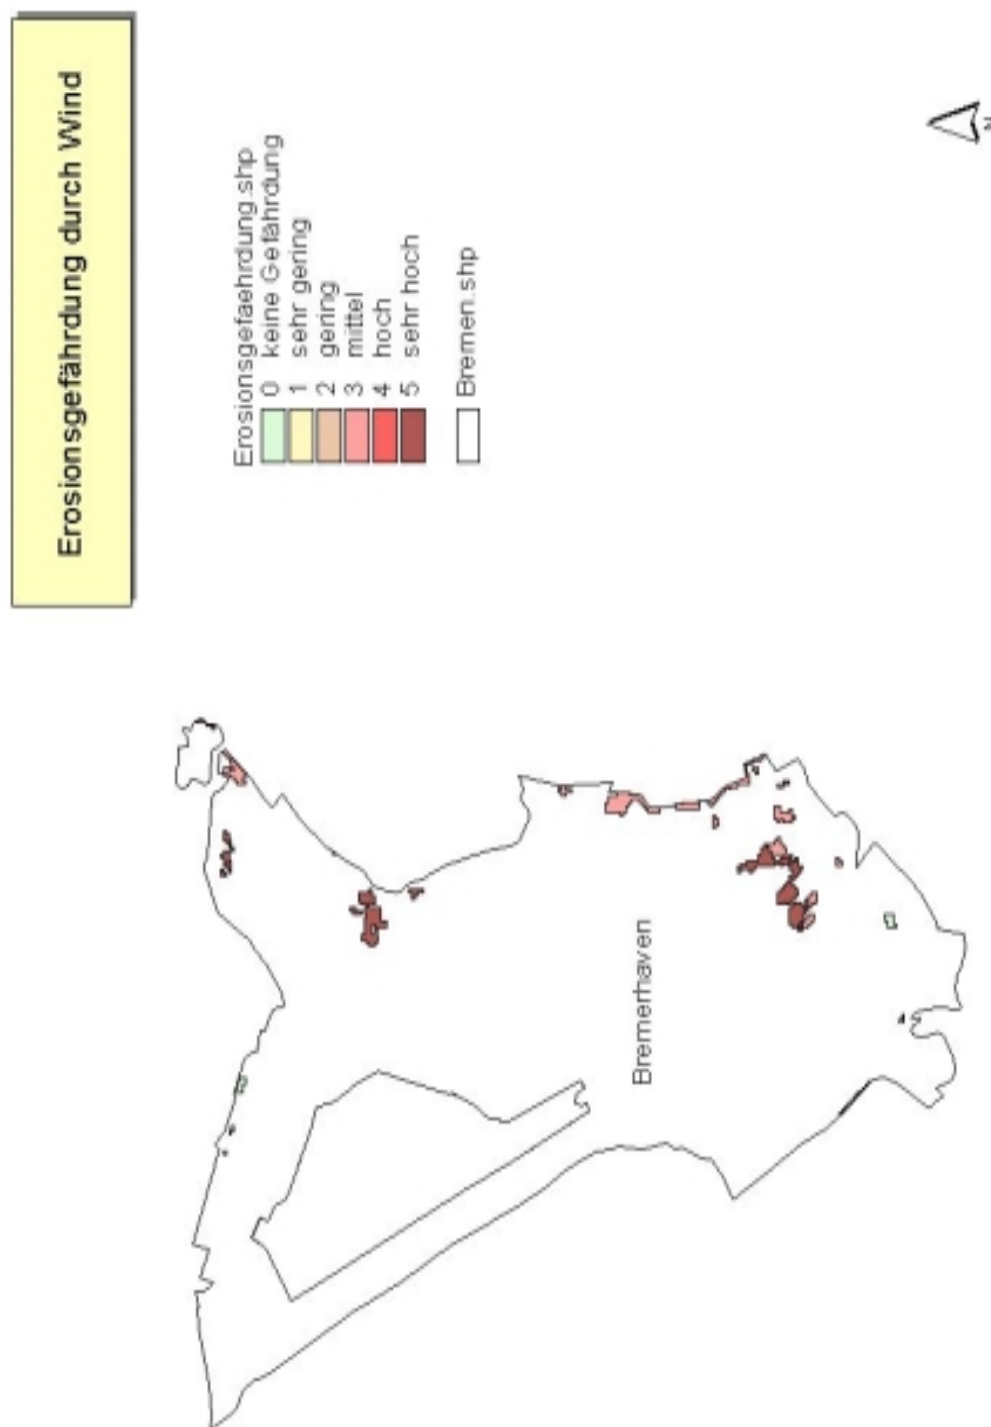 Erosionsgefährdung durch Wind
Erosionsgefaehrdung.shp
0 keine Gefährdung
1 sehr gering
2 gering
3 mittel
4 hoch
5 sehr hoch
Bremen.shp
Bremerhaven
N